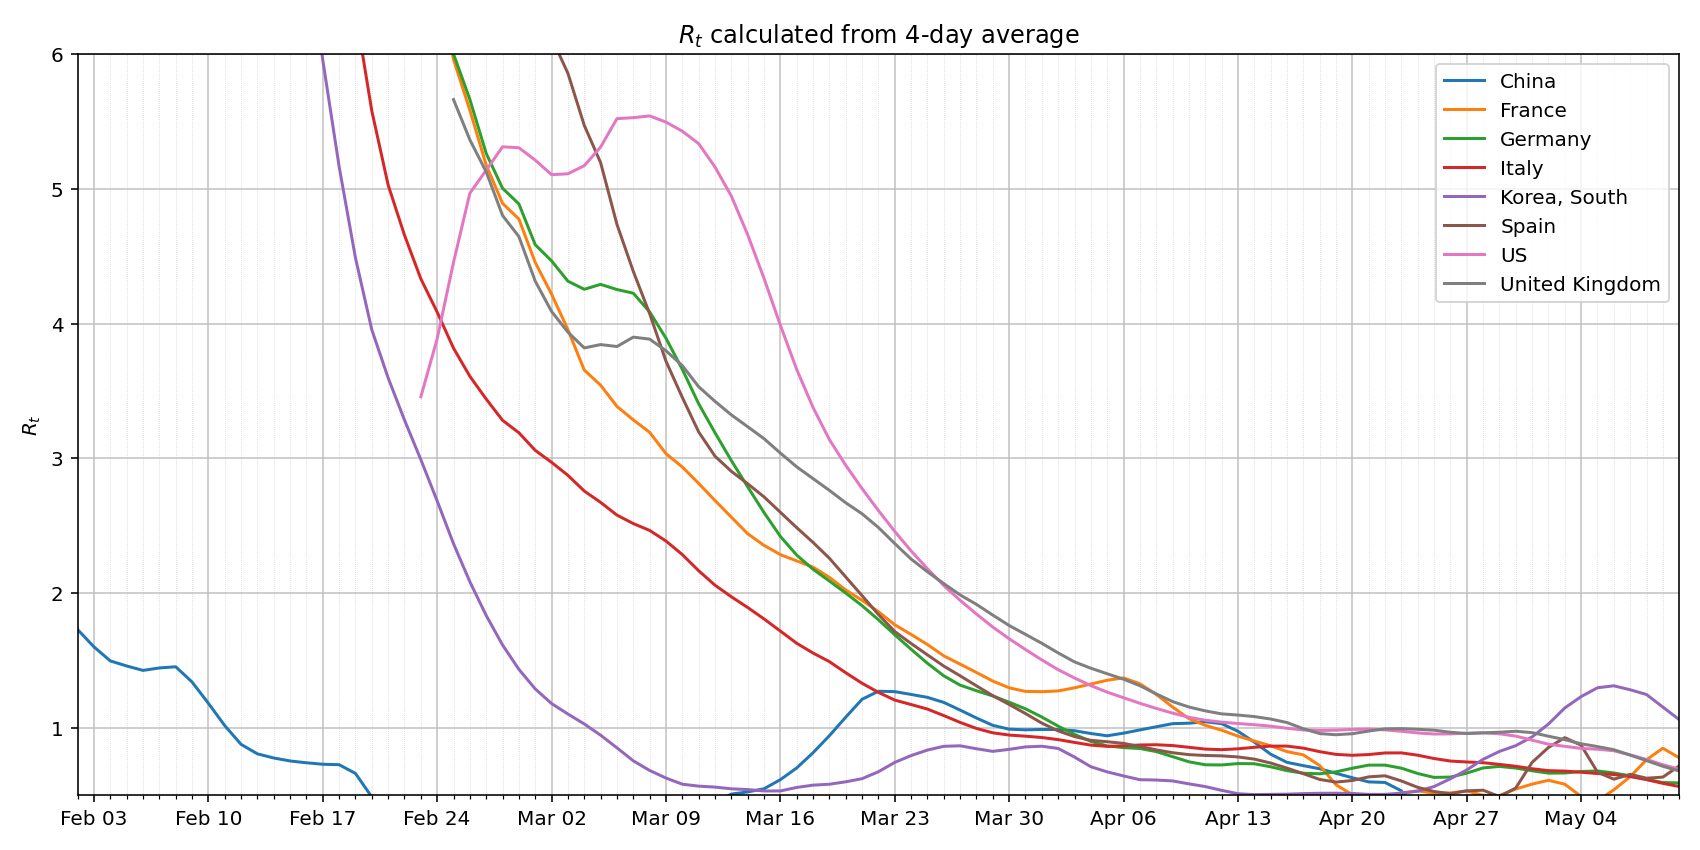 R_t calculated from 4-day average
6
5
4
3
2
1
R_t
China
France
Germany
Italy
Korea, South
Spain
US
United Kingdom
Feb 03 Feb 10 Feb 17 Feb 24 Mar 02 Mar 09 Mar 16 Mar 23 Mar 30 Apr 06 Apr 13 Apr 20 Apr 27 May 04